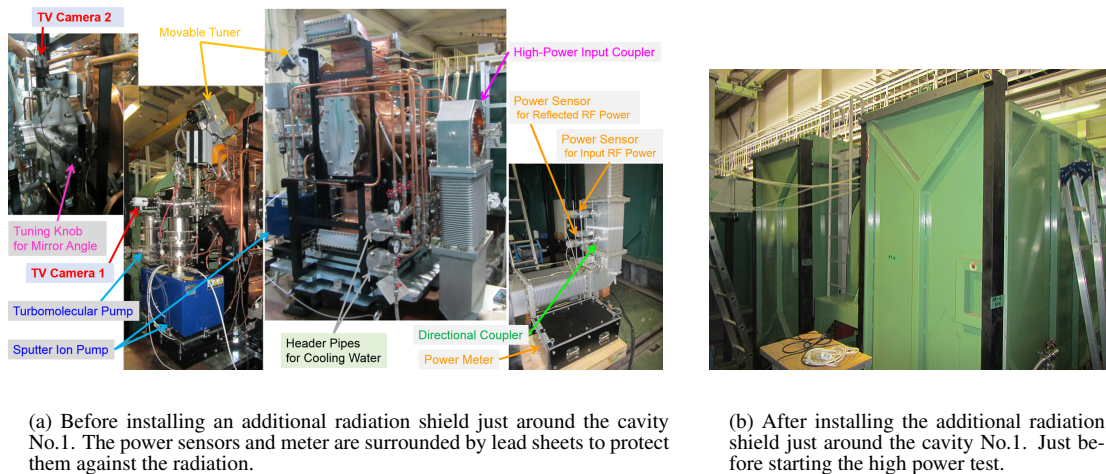 TV Camera 2
Movable Tuner
High-Power Input Coupler
Power Sensor
for Reflected RF Power
Power Sensor
for Input RF Power
Tuning Knob
for Mirror Angle
TV Camera 1
Turbomolecular Pump
Sputter Ion Pump
Header Pipes
for Cooling Water
Directional Coupler
Power Meter
(a) Before installing an additional radiation shield just around the cavity
No.1. The power sensors and meter are surrounded by lead sheets to protect
them against the radiation.
(b) After installing the additional radiation
shield just around the cavity No.1. Just be-
fore starting the high power test.